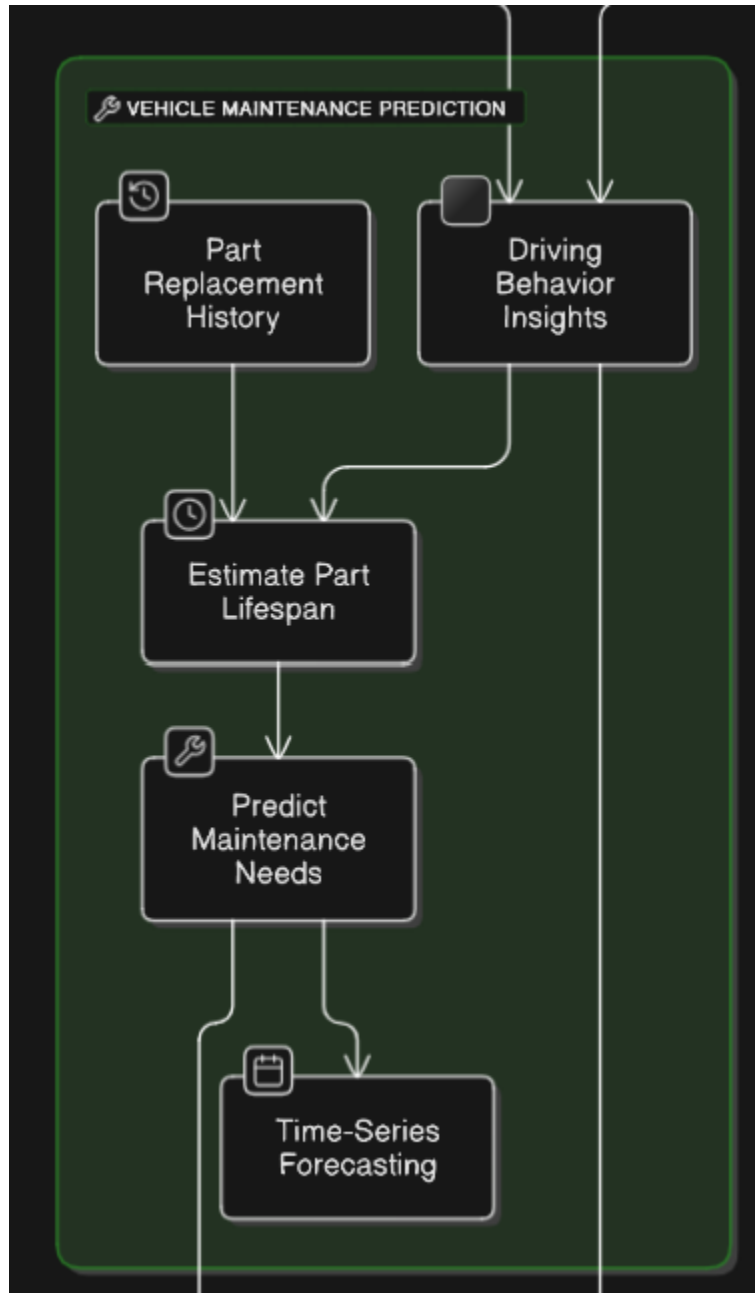 VEHICLE MAINTENANCE PREDICTION
Part
Replacement
History
Driving
Behavior
Insights
Estimate Part
Lifespan
Predict
Maintenance
Needs
Time-Series
Forecasting